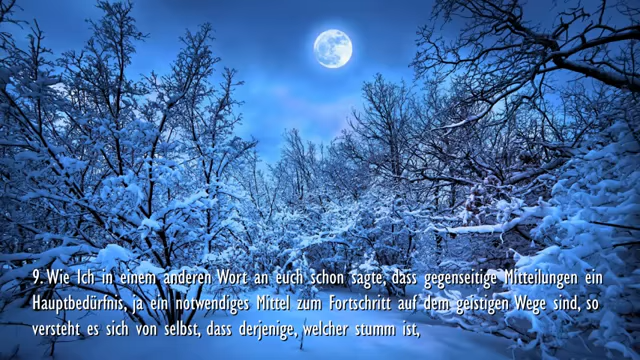 9. Wie Ich in einem anderen Wort an euch schon sagte, dass gegenseitige Mitteilungen ein
Hauptbedürfnis, ja ein notwendiges Mittel zum Fortschritt auf dem geistigen Wege sind, so
versteht es sich von selbst, dass derjenige, welcher stumm ist,